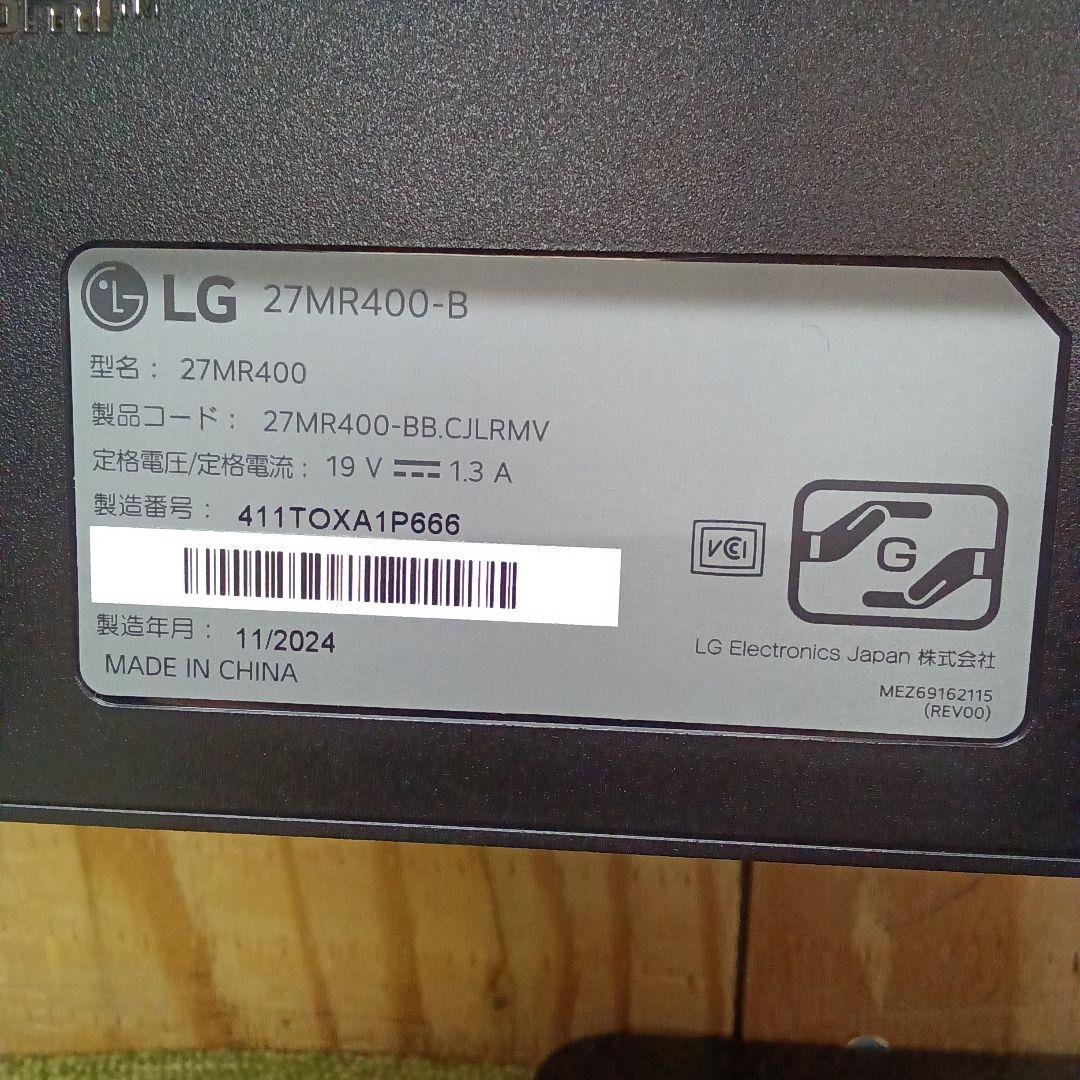 HDMI™
LG 27MR400-B
型名： 27MR400
製品コード： 27MR400-BB.CJLRMV
定格電圧/定格電流： 19 V ⎓ 1.3 A
製造番号： 411TOXA1P666
製造年月： 11/2024
MADE IN CHINA
VCCI
G
LG Electronics Japan 株式会社
MEZ69162115
(REV00)